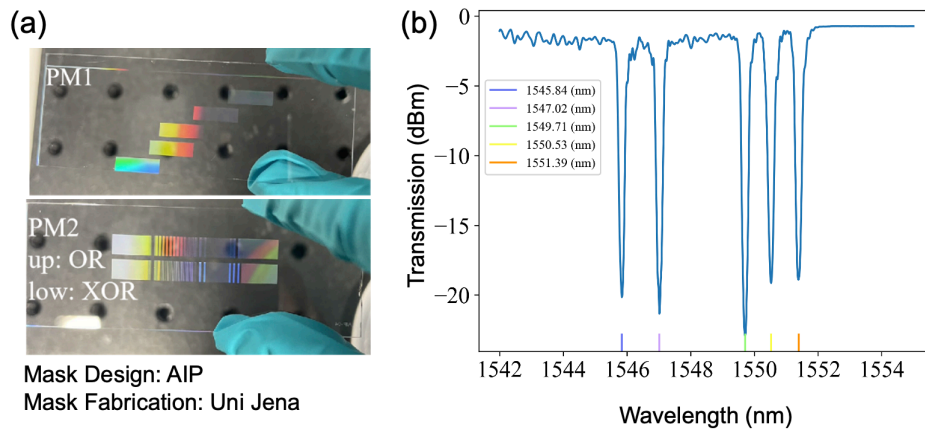 (a)
PM1
PM2
up: OR
low: XOR
Mask Design: AIP
Mask Fabrication: Uni Jena
(b)
Transmission (dBm)
0
−5
−10
−15
−20
1545.84 (nm)
1547.02 (nm)
1549.71 (nm)
1550.53 (nm)
1551.39 (nm)
1542 1544 1546 1548 1550 1552 1554
Wavelength (nm)